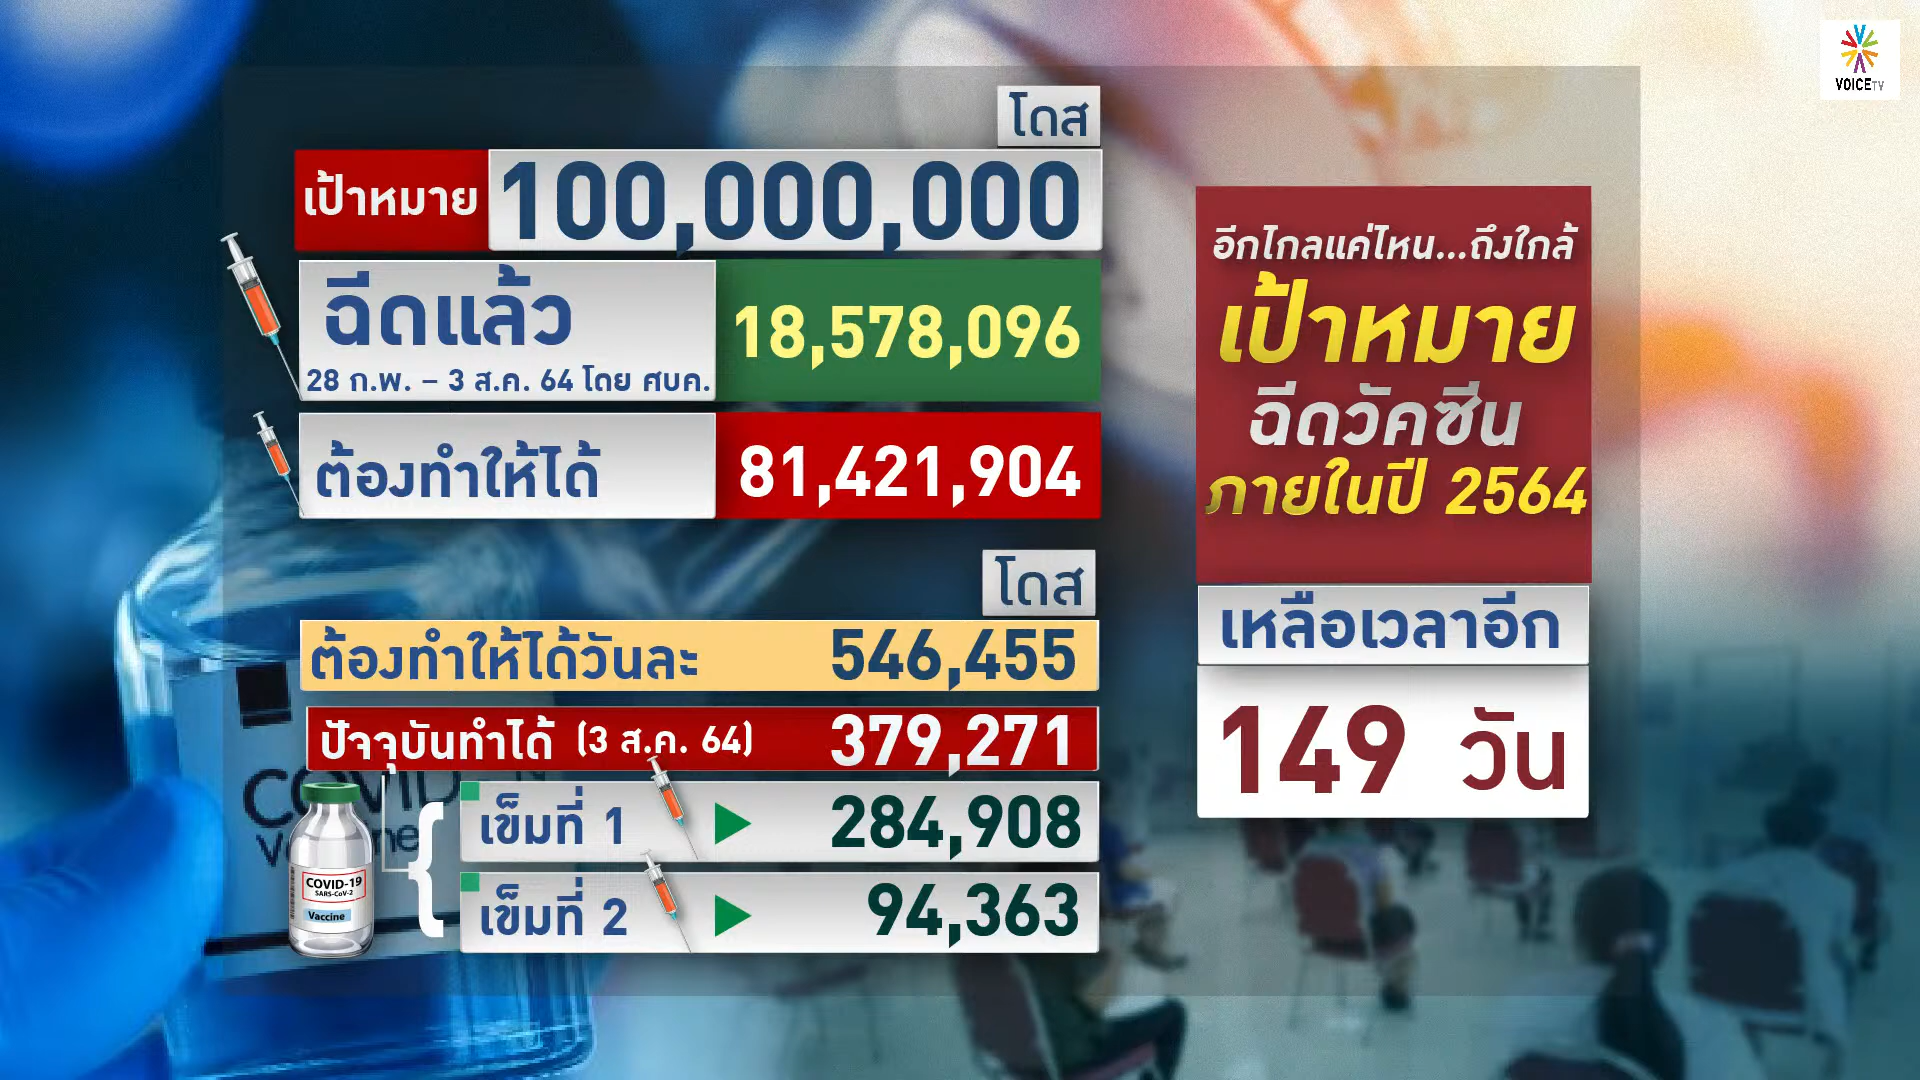 โดส
เป้าหมาย 100,000,000
ฉีดแล้ว 18,578,096
28 ก.พ. – 3 ส.ค. 64 โดย ศบค.
ต้องทำให้ได้ 81,421,904
โดส
ต้องทำให้ได้วันละ 546,455
ปัจจุบันทำได้ (3 ส.ค. 64) 379,271
เข็มที่ 1 284,908
เข็มที่ 2 94,363
COVID-19
SARS-CoV-2
Vaccine
อีกไกลแค่ไหน...ถึงใกล้
เป้าหมาย
ฉีดวัคซีน
ภายในปี 2564
เหลือเวลาอีก
149 วัน
VOICE TV